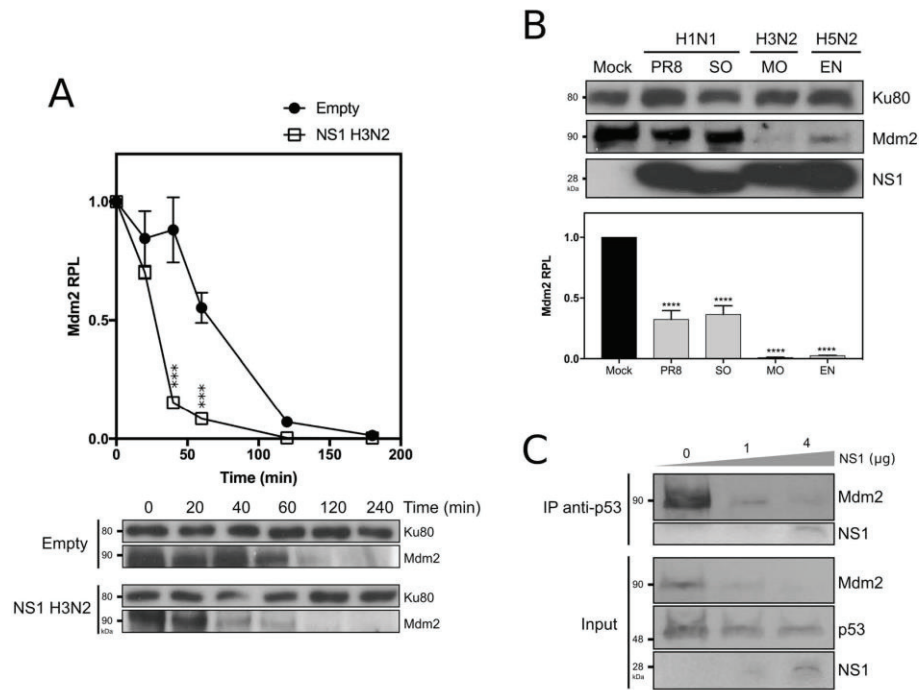 A
Empty
NS1 H3N2
Mdm2 RPL
1.0
0.5
0.0
***
***
0 50 100 150 200
Time (min)
0 20 40 60 120 240 Time (min)
Empty
80 Ku80
90 Mdm2
NS1 H3N2
80 Ku80
90 Mdm2
kDa
B
H1N1 H3N2 H5N2
Mock PR8 SO MO EN
80 Ku80
90 Mdm2
28 NS1
kDa
Mdm2 RPL
1.0
0.5
0.0
**** **** **** ****
Mock PR8 SO MO EN
C
0 1 4 NS1 (µg)
IP anti-p53
90 Mdm2
NS1
Input
90 Mdm2
p53
48
28 NS1
kDa